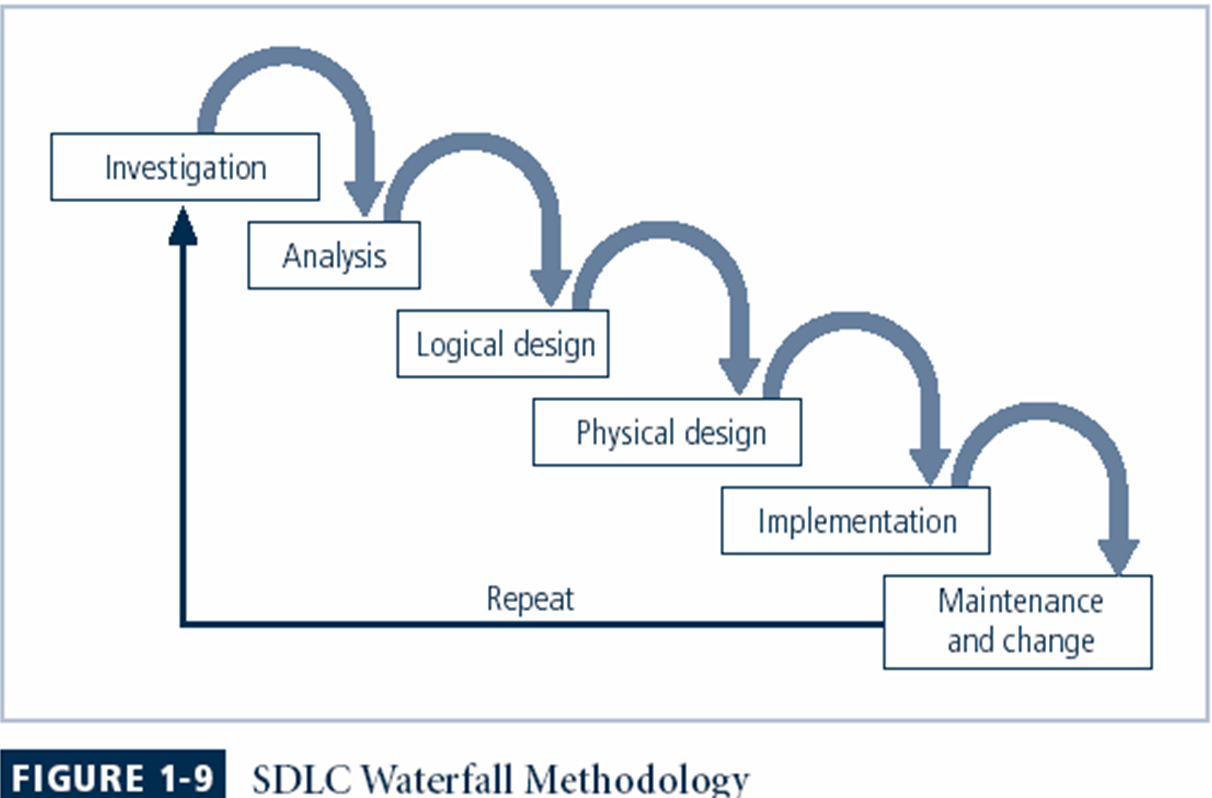 Investigation
Analysis
Logical design
Physical design
Implementation
Repeat
Maintenance
and change
FIGURE 1-9 SDLC Waterfall Methodology